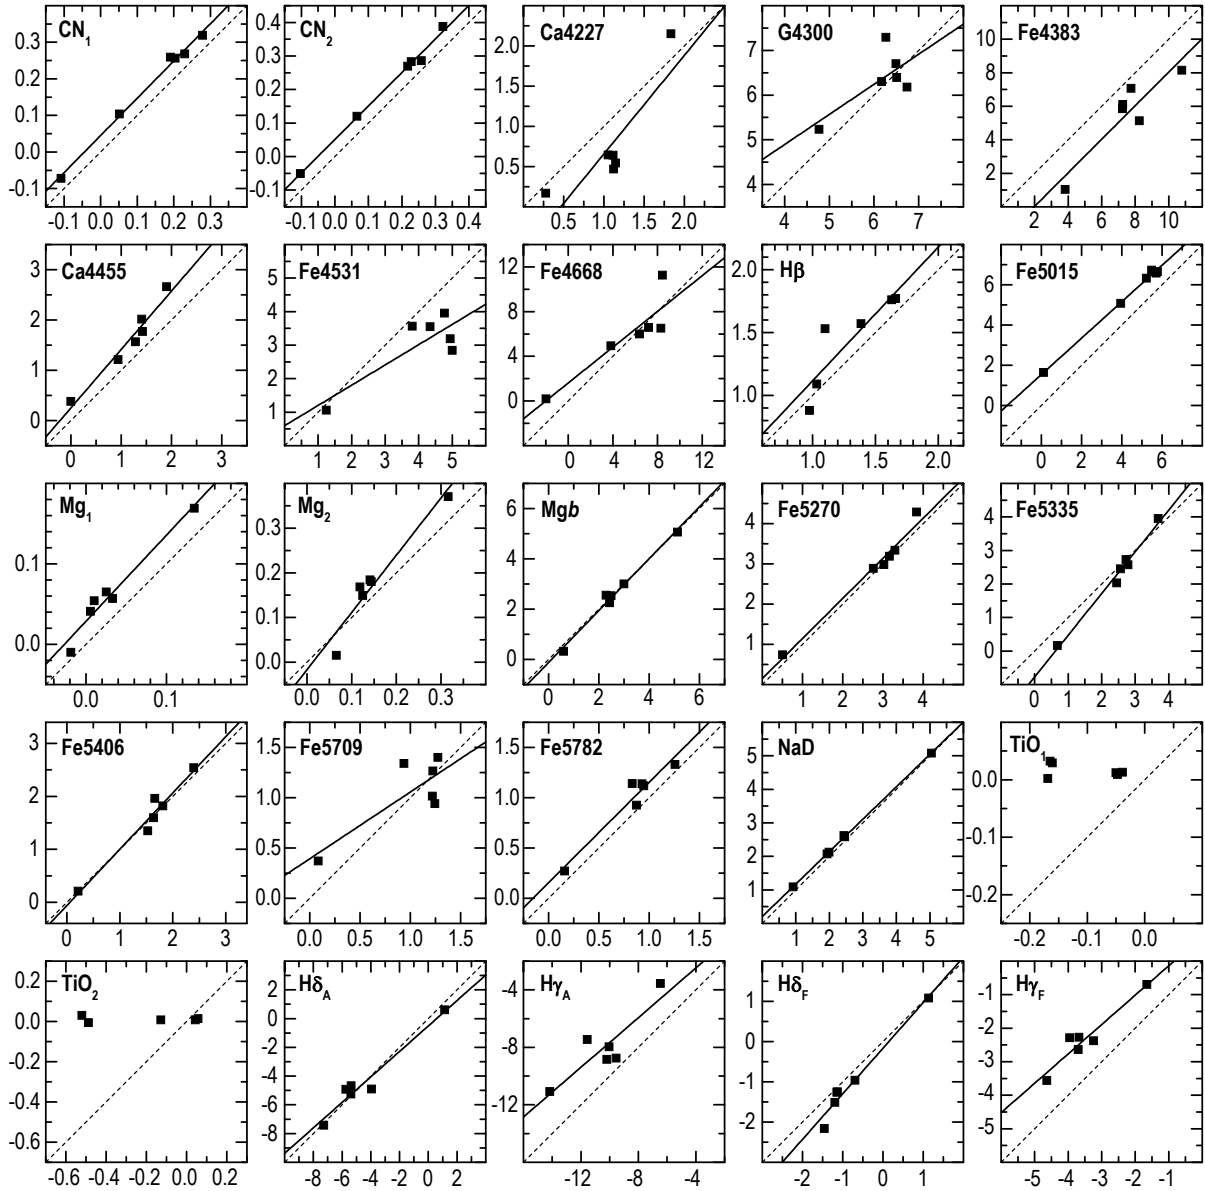 CN1
CN2
Ca4227
G4300
Fe4383
0.3
0.2
0.1
0.0
-0.1
0.4
0.3
0.2
0.1
0.0
-0.1
2.0
1.5
1.0
0.5
7
6
5
4
10
8
6
4
2
-0.1 0.0 0.1 0.2 0.3
-0.1 0.0 0.1 0.2 0.3 0.4
0.5 1.0 1.5 2.0
4 5 6 7
2 4 6 8 10
Ca4455
Fe4531
Fe4668
Hβ
Fe5015
3
2
1
0
6
5
4
3
2
1
12
8
4
0
2.0
1.5
1.0
6
4
2
0
0 1 2 3
1 2 3 4 5
0 4 8 12
1.0 1.5 2.0
0 2 4 6
Mg1
Mg2
Mgb
Fe5270
Fe5335
0.1
0.0
0.3
0.2
0.1
0.0
6
4
2
0
4
3
2
1
4
3
2
1
0
0.0 0.1
0.0 0.1 0.2 0.3
0 2 4 6
1 2 3 4
0 1 2 3 4
Fe5406
Fe5709
Fe5782
NaD
TiO1
3
2
1
0
1.5
1.0
0.5
0.0
1.5
1.0
0.5
0.0
5
4
3
2
1
0.0
-0.1
-0.2
0 1 2 3
0.0 0.5 1.0 1.5
0.0 0.5 1.0 1.5
1 2 3 4 5
-0.2 -0.1 0.0
TiO2
HδA
HγA
HδF
HγF
0.2
0.0
-0.2
-0.4
-0.6
2
0
-2
-4
-6
-8
-4
-8
-12
1
0
-1
-2
-1
-2
-3
-4
-5
-0.6 -0.4 -0.2 0.0 0.2
-8 -6 -4 -2 0 2 4
-12 -8 -4
-2 -1 0 1
-5 -4 -3 -2 -1